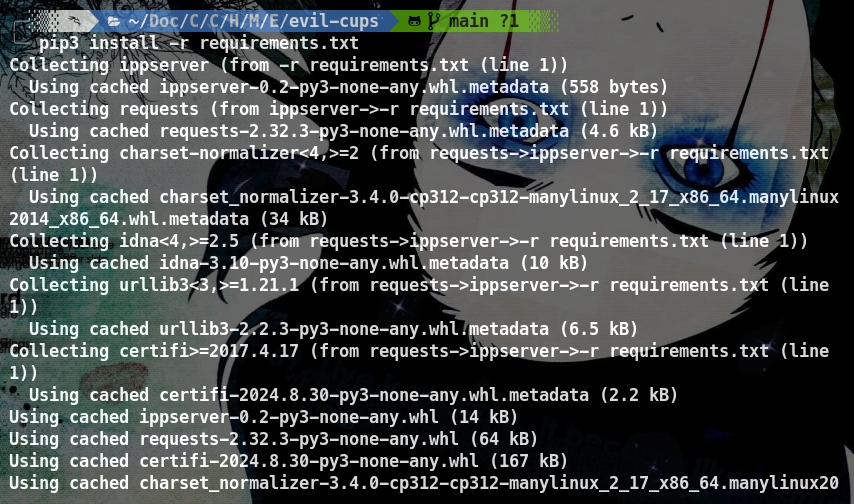 ~/Doc/C/C/H/M/E/evil-cups main ?1
pip3 install -r requirements.txt
Collecting ippserver (from -r requirements.txt (line 1))
Using cached ippserver-0.2-py3-none-any.whl.metadata (558 bytes)
Collecting requests (from ippserver->-r requirements.txt (line 1))
Using cached requests-2.32.3-py3-none-any.whl.metadata (4.6 kB)
Collecting charset-normalizer<4,>=2 (from requests->ippserver->-r requirements.txt
(line 1))
Using cached charset_normalizer-3.4.0-cp312-cp312-manylinux_2_17_x86_64.manylinux
2014_x86_64.whl.metadata (34 kB)
Collecting idna<4,>=2.5 (from requests->ippserver->-r requirements.txt (line 1))
Using cached idna-3.10-py3-none-any.whl.metadata (10 kB)
Collecting urllib3<3,>=1.21.1 (from requests->ippserver->-r requirements.txt (line
1))
Using cached urllib3-2.2.3-py3-none-any.whl.metadata (6.5 kB)
Collecting certifi>=2017.4.17 (from requests->ippserver->-r requirements.txt (line
1))
Using cached certifi-2024.8.30-py3-none-any.whl.metadata (2.2 kB)
Using cached ippserver-0.2-py3-none-any.whl (14 kB)
Using cached requests-2.32.3-py3-none-any.whl (64 kB)
Using cached certifi-2024.8.30-py3-none-any.whl (167 kB)
Using cached charset_normalizer-3.4.0-cp312-cp312-manylinux_2_17_x86_64.manylinux20